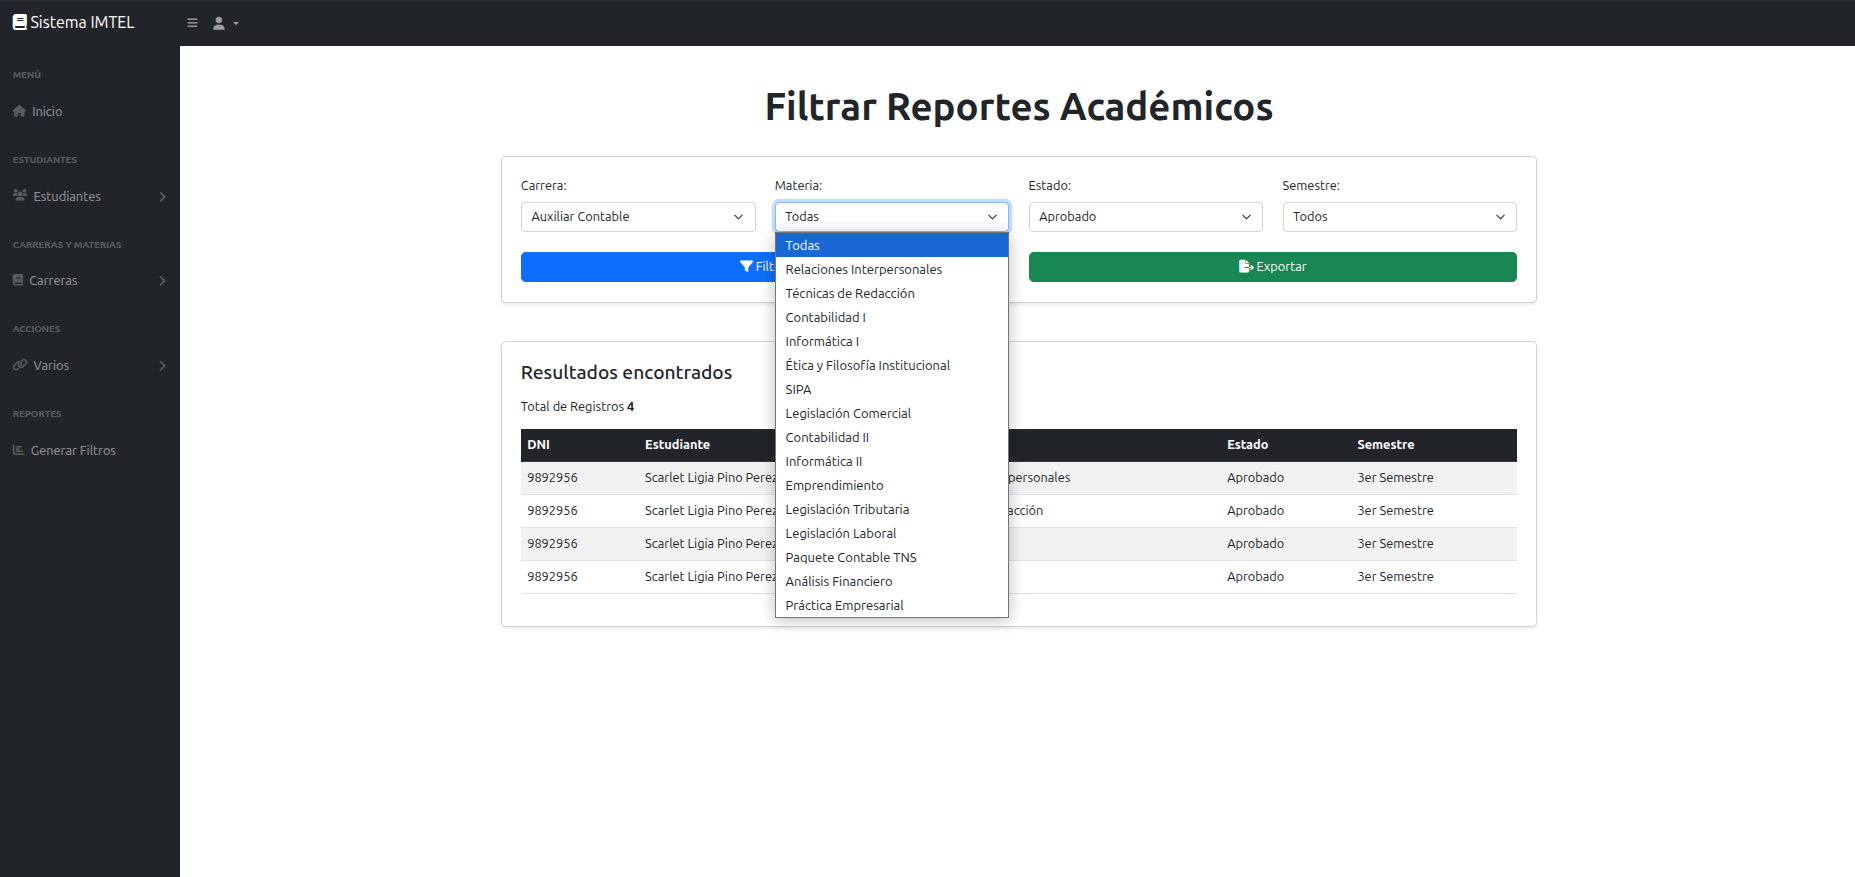 Sistema IMTEL
MENÚ
Inicio
ESTUDIANTES
Estudiantes
CARRERAS Y MATERIAS
Carreras
ACCIONES
Varios
REPORTES
Generar Filtros
Filtrar Reportes Académicos
Carrera: Materia: Estado: Semestre:
Auxiliar Contable Todas Aprobado Todos
Filt Exportar
Todas
Relaciones Interpersonales
Técnicas de Redacción
Contabilidad I
Informática I
Ética y Filosofía Institucional
SIPA
Legislación Comercial
Contabilidad II
Informática II
Emprendimiento
Legislación Tributaria
Legislación Laboral
Paquete Contable TNS
Análisis Financiero
Práctica Empresarial
Resultados encontrados
Total de Registros 4
DNI Estudiante Estado Semestre
9892956 Scarlet Ligia Pino Perez personales Aprobado 3er Semestre
9892956 Scarlet Ligia Pino Perez acción Aprobado 3er Semestre
9892956 Scarlet Ligia Pino Perez Aprobado 3er Semestre
9892956 Scarlet Ligia Pino Perez Aprobado 3er Semestre